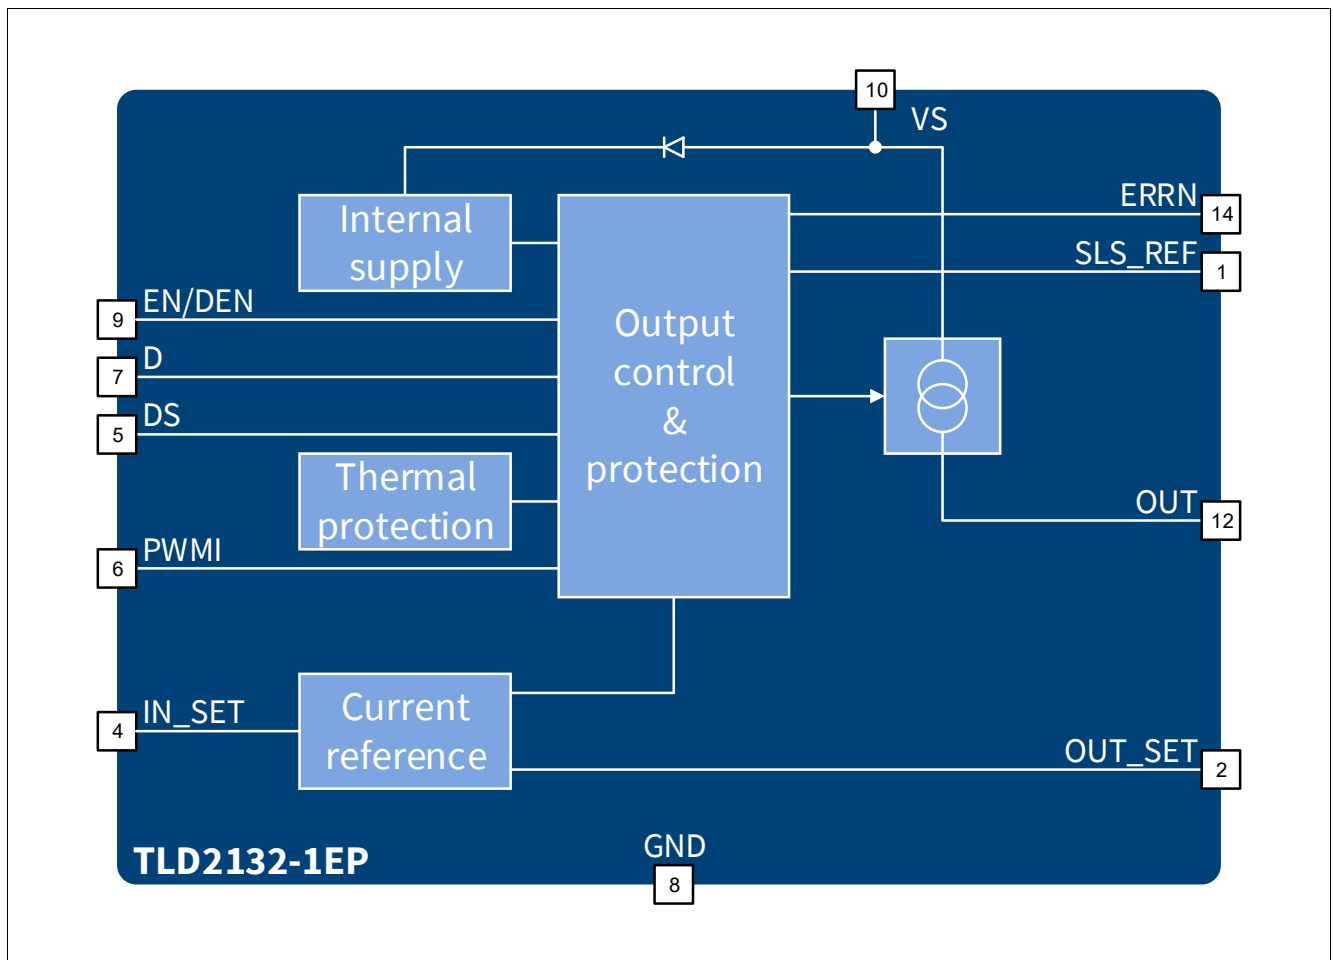 10
VS
ERRN
14
Internal
supply
SLS_REF
1
EN/DEN
9
Output
control
&
protection
D
7
DS
5
Thermal
protection
OUT
12
PWMI
6
IN_SET
4
Current
reference
OUT_SET
2
TLD2132-1EP
GND
8